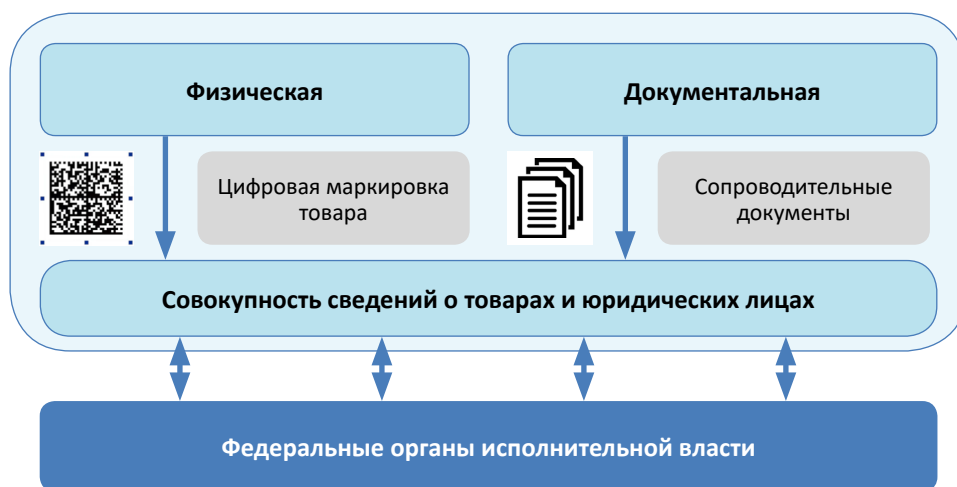 Физическая
Документальная
Цифровая маркировка
товара
Сопроводительные
документы
Совокупность сведений о товарах и юридических лицах
Федеральные органы исполнительной власти